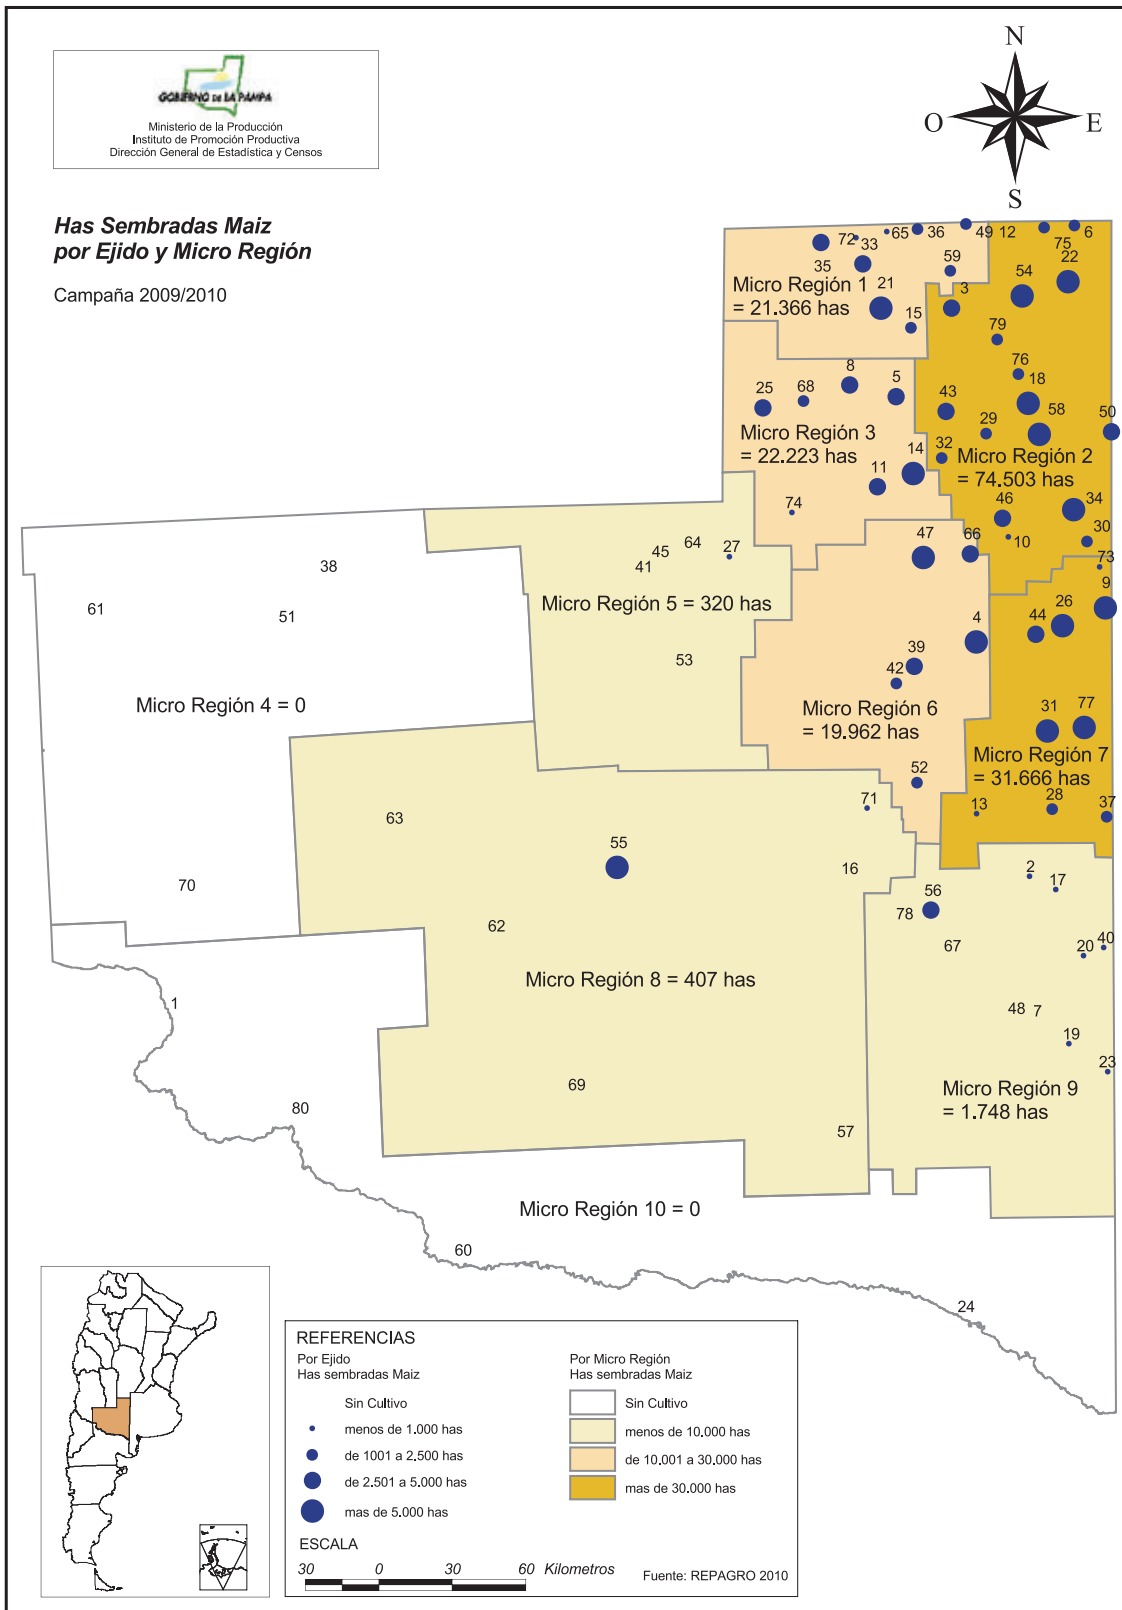 GOBIERNO DE LA PAMPA
Ministerio de la Producción
Instituto de Promoción Productiva
Dirección General de Estadística y Censos
N
O
E
S
Has Sembradas Maiz
por Ejido y Micro Región
Campaña 2009/2010
72
33
65
36
49
12
75
6
35
59
22
54
3
21
15
Micro Región 1
= 21.366 has
79
76
18
43
58
50
29
32
Micro Región 2
= 74.503 has
46
34
10
30
73
25
68
8
5
Micro Región 3
= 22.223 has
14
11
74
38
61
51
Micro Región 4 = 0
70
64
45
41
27
Micro Región 5 = 320 has
53
47
66
4
39
42
Micro Región 6
= 19.962 has
52
9
26
44
31
77
Micro Región 7
= 31.666 has
13
28
37
63
55
71
16
62
Micro Región 8 = 407 has
69
57
2
17
56
78
67
20
40
48
7
19
23
Micro Región 9
= 1.748 has
1
80
Micro Región 10 = 0
60
24
REFERENCIAS
Por Ejido
Has sembradas Maiz
Sin Cultivo
menos de 1.000 has
de 1001 a 2.500 has
de 2.501 a 5.000 has
mas de 5.000 has
Por Micro Región
Has sembradas Maiz
Sin Cultivo
menos de 10.000 has
de 10.001 a 30.000 has
mas de 30.000 has
ESCALA
30 0 30 60 Kilometros
Fuente: REPAGRO 2010